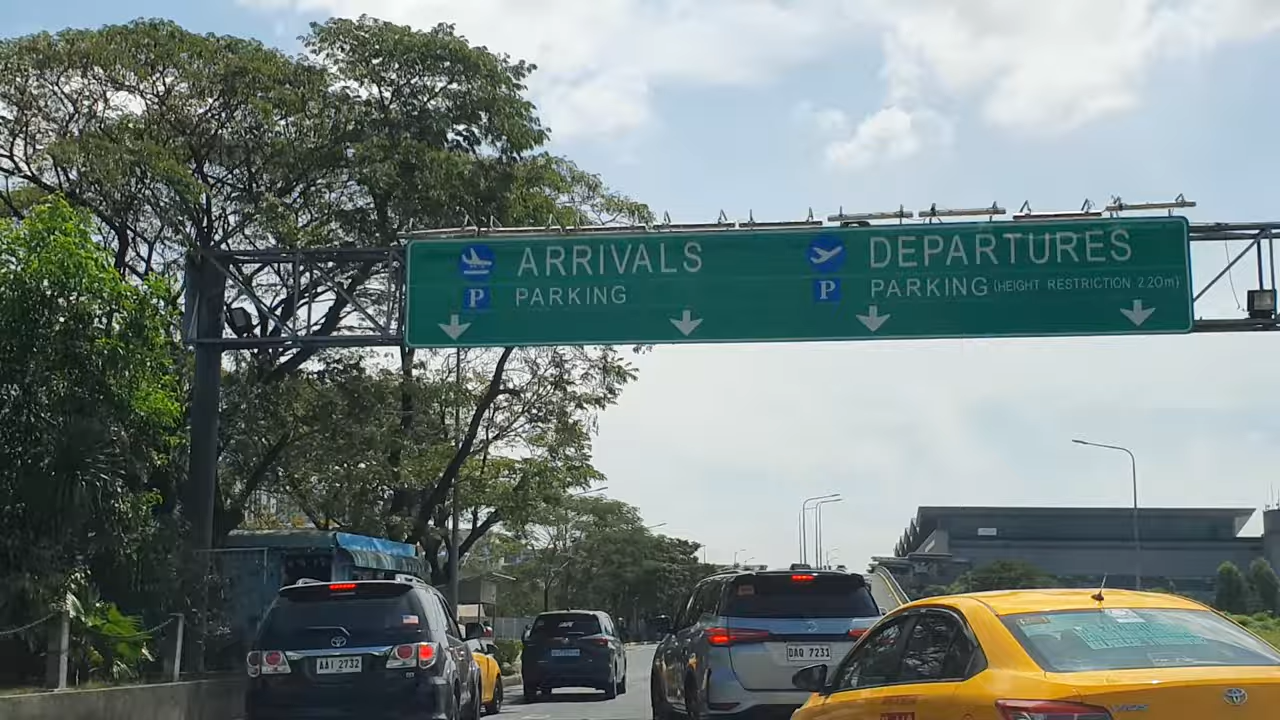 ARRIVALS
P PARKING
DEPARTURES
P PARKING (HEIGHT RESTRICTION 2.20m)
AAI 2732
DAQ 7231